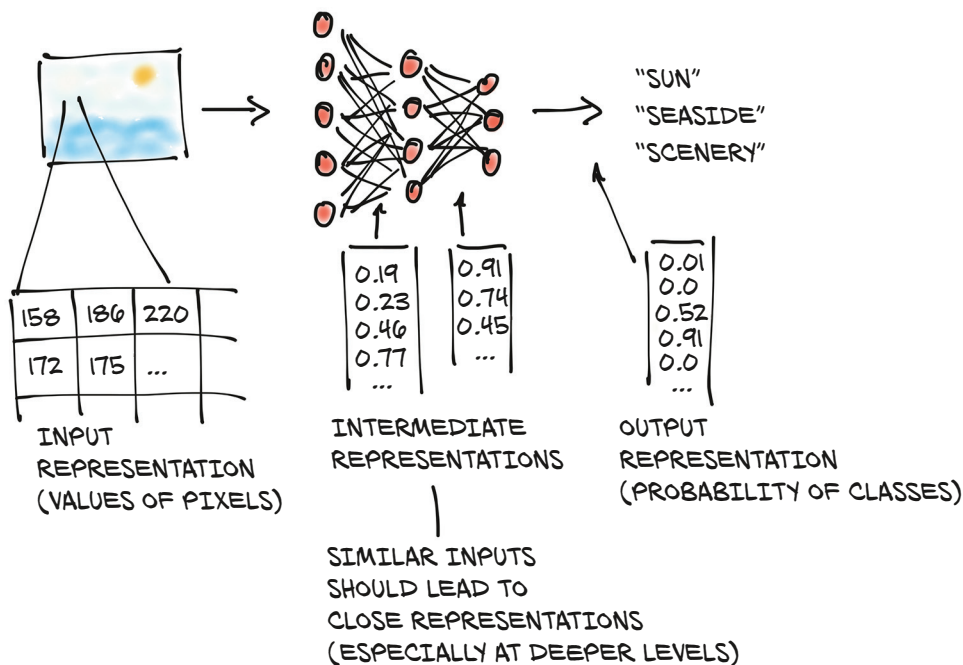 "SUN"
"SEASIDE"
"SCENERY"
158 186 220
172 175 ...
0.19
0.23
0.46
0.77
...
0.91
0.74
0.45
...
0.01
0.0
0.52
0.91
0.0
...
INPUT
REPRESENTATION
(VALUES OF PIXELS)
INTERMEDIATE
REPRESENTATIONS
OUTPUT
REPRESENTATION
(PROBABILITY OF CLASSES)
SIMILAR INPUTS
SHOULD LEAD TO
CLOSE REPRESENTATIONS
(ESPECIALLY AT DEEPER LEVELS)